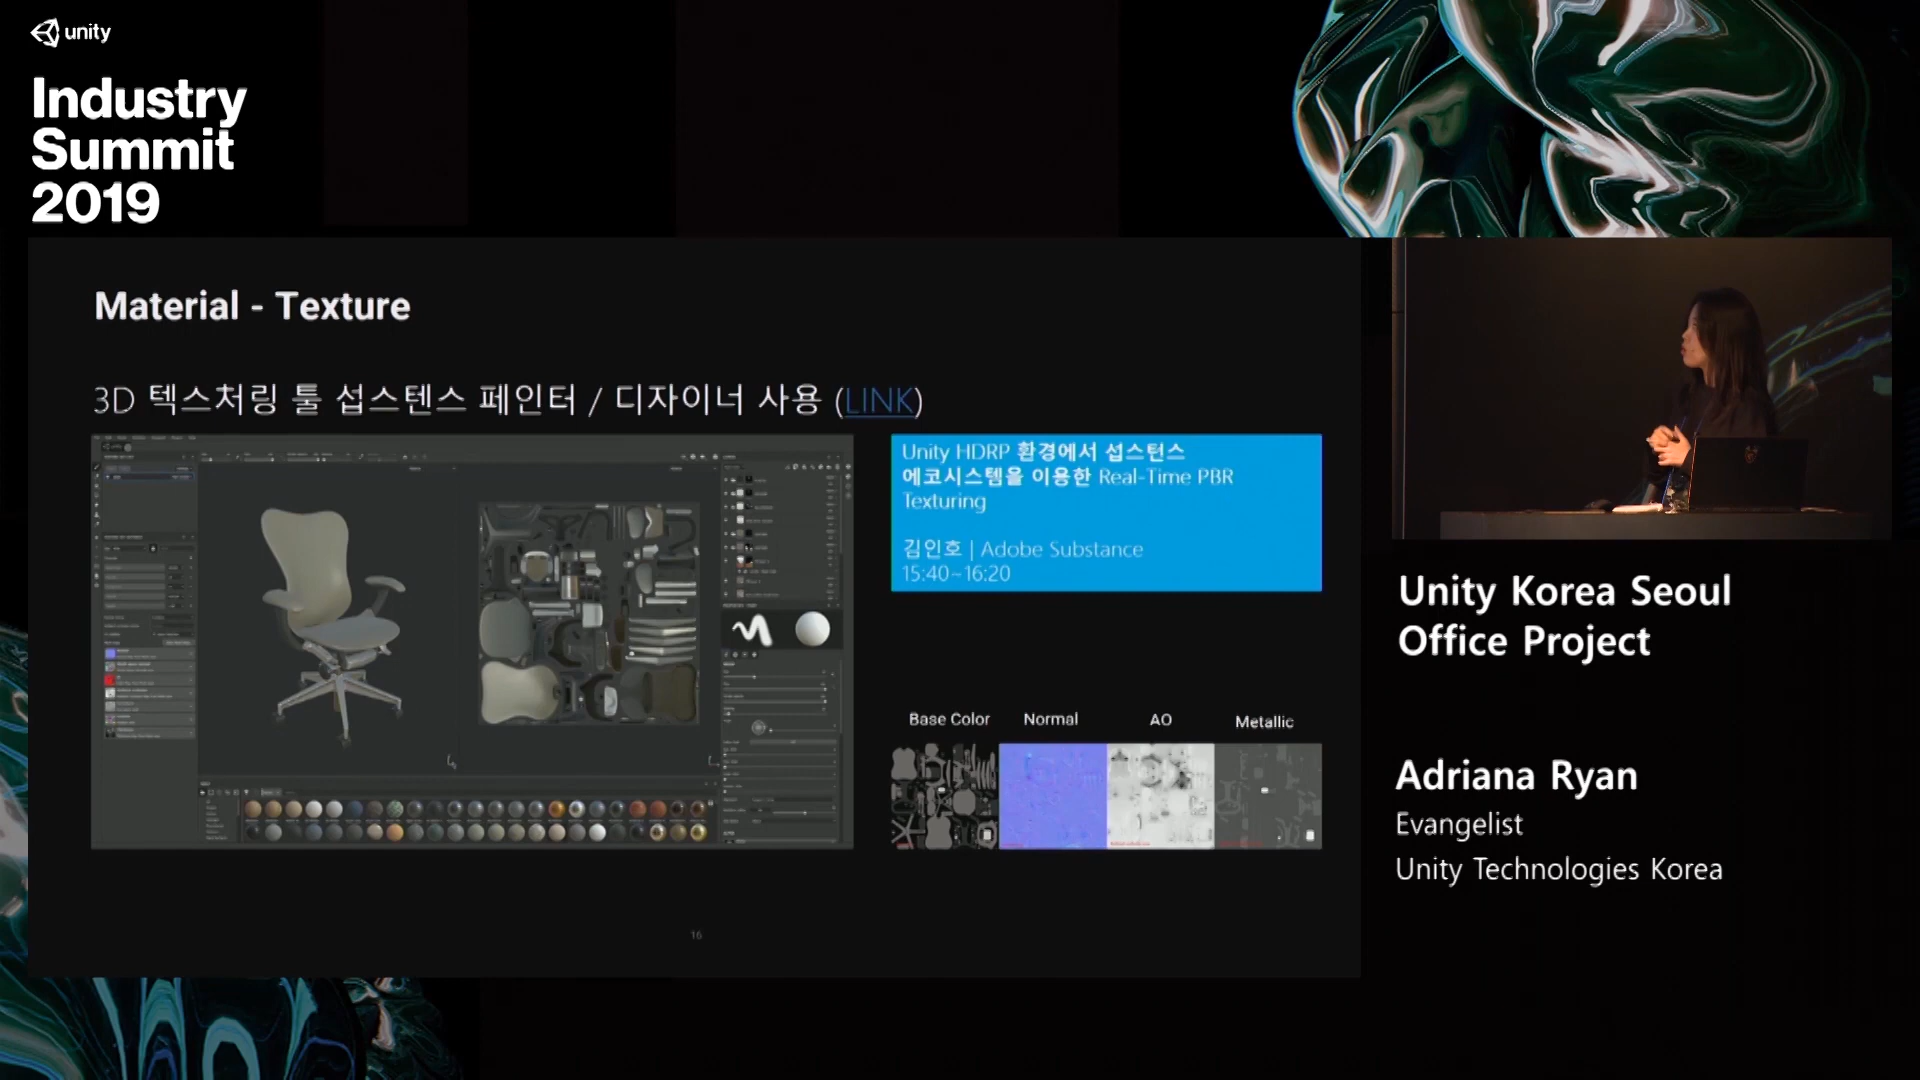 unity
Industry
Summit
2019
Material - Texture
3D 텍스처링 툴 섭스텐스 페인터 / 디자이너 사용 (LINK)
Unity HDRP 환경에서 섭스턴스
에코시스템을 이용한 Real-Time PBR
Texturing
김인호 | Adobe Substance
15:40~16:20
Base Color Normal AO Metallic
16
Unity Korea Seoul
Office Project
Adriana Ryan
Evangelist
Unity Technologies Korea